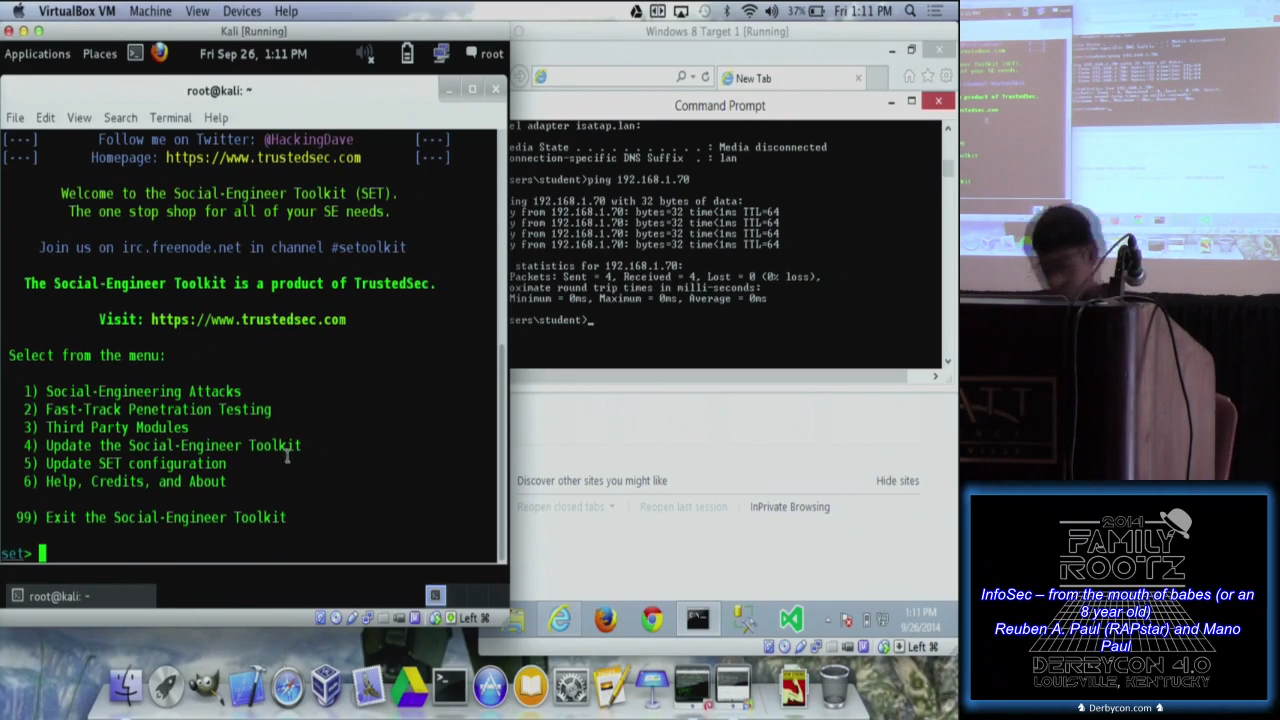 VirtualBox VM Machine View Devices Help
37% Fri 1:11 PM
Kali [Running]
Applications Places
Fri Sep 26, 1:11 PM
root
root@kali: ~
File Edit View Search Terminal Help
[---] Follow me on Twitter: @HackingDave [---]
[---] Homepage: https://www.trustedsec.com [---]
Welcome to the Social-Engineer Toolkit (SET).
The one stop shop for all of your SE needs.
Join us on irc.freenode.net in channel #setoolkit
The Social-Engineer Toolkit is a product of TrustedSec.
Visit: https://www.trustedsec.com
Select from the menu:
1) Social-Engineering Attacks
2) Fast-Track Penetration Testing
3) Third Party Modules
4) Update the Social-Engineer Toolkit
5) Update SET configuration
6) Help, Credits, and About
99) Exit the Social-Engineer Toolkit
set>
root@kali: ~
Left ⌘
Windows 8 Target 1 [Running]
New Tab
Command Prompt
el adapter isatap.lan:
edia State . . . . . . . . . . . : Media disconnected
onnection-specific DNS Suffix . : lan
sers\student>ping 192.168.1.70
ing 192.168.1.70 with 32 bytes of data:
y from 192.168.1.70: bytes=32 time<1ms TTL=64
y from 192.168.1.70: bytes=32 time<1ms TTL=64
y from 192.168.1.70: bytes=32 time<1ms TTL=64
y from 192.168.1.70: bytes=32 time<1ms TTL=64
statistics for 192.168.1.70:
Packets: Sent = 4, Received = 4, Lost = 0 (0% loss),
oximate round trip times in milli-seconds:
Minimum = 0ms, Maximum = 0ms, Average = 0ms
sers\student>_
Discover other sites you might like
Hide sites
Reopen closed tabs
Reopen last session
InPrivate Browsing
1:11 PM
9/26/2014
Left ⌘
2014
FAMILY
ROOTZ
InfoSec – from the mouth of babes (or an
8 year old)
Reuben A. Paul (RAPstar) and Mano
Paul
DERBYCON 4.0
LOUISVILLE, KENTUCKY
Derbycon.com